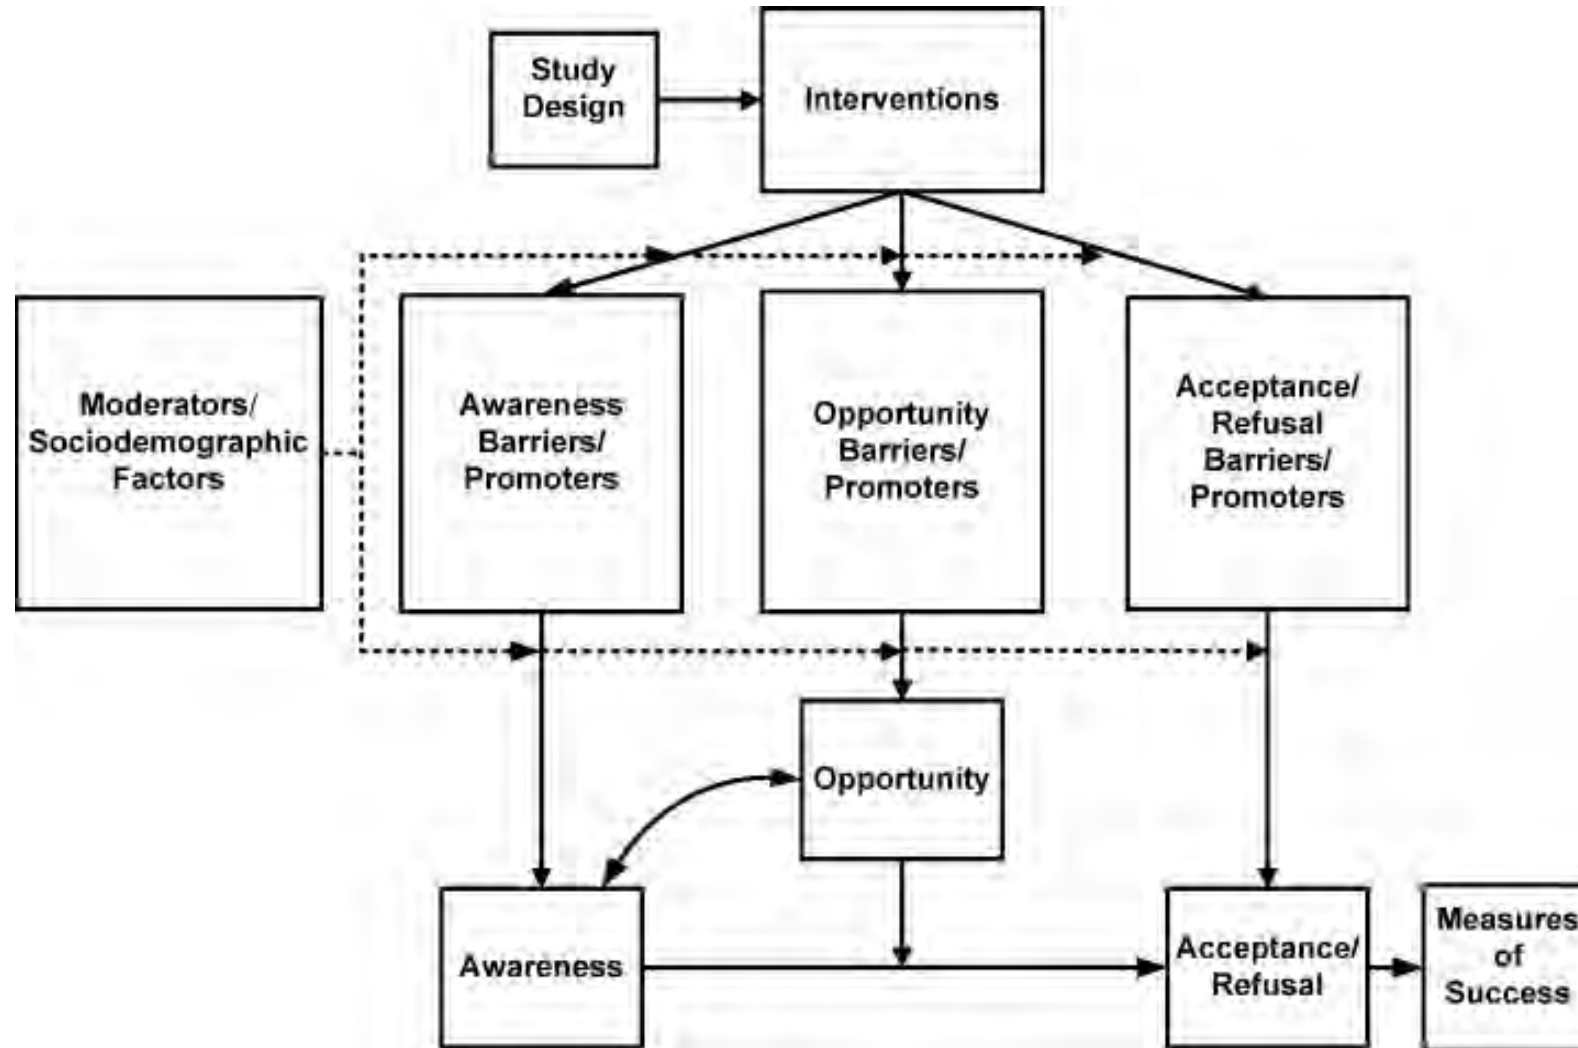 Study
Design
Interventions
Moderators/
Sociodemographic
Factors
Awareness
Barriers/
Promoters
Opportunity
Barriers/
Promoters
Acceptance/
Refusal
Barriers/
Promoters
Opportunity
Awareness
Acceptance/
Refusal
Measures
of
Success